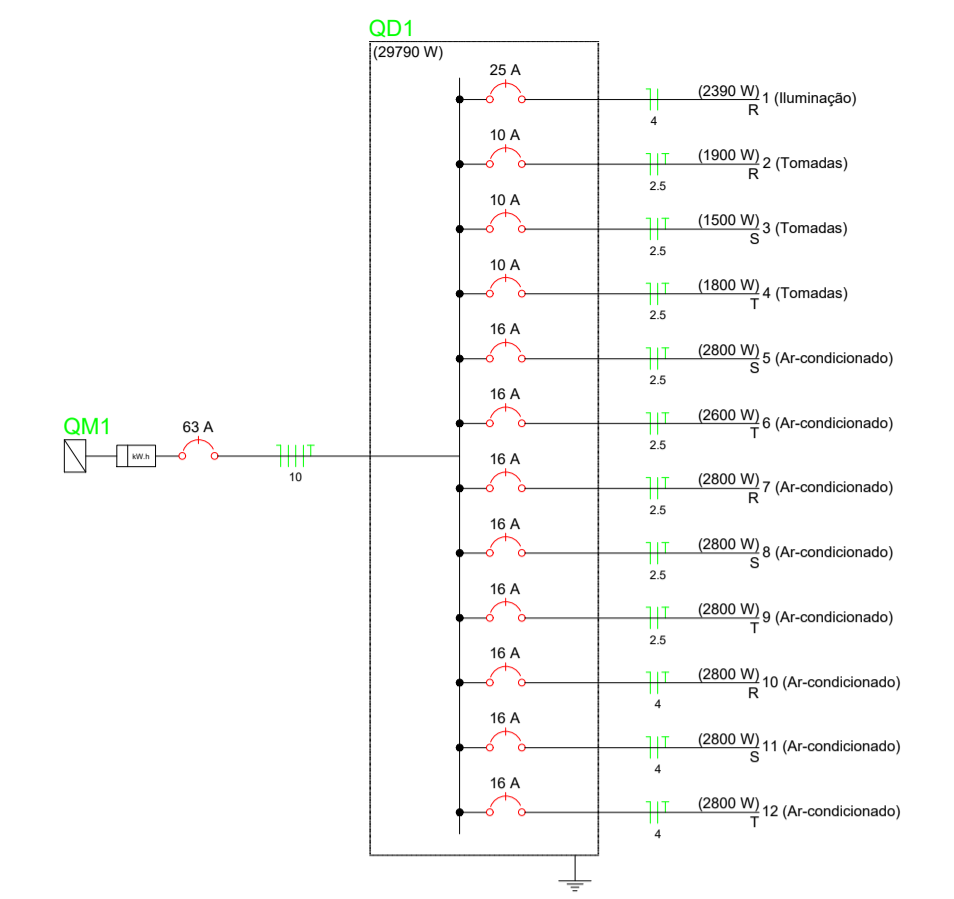 QD1
(29790 W)
25 A
(2390 W) 1 (Iluminação)
R
4
10 A
(1900 W) 2 (Tomadas)
R
2.5
10 A
(1500 W) 3 (Tomadas)
S
2.5
10 A
(1800 W) 4 (Tomadas)
T
2.5
16 A
(2800 W) 5 (Ar-condicionado)
S
2.5
16 A
(2600 W) 6 (Ar-condicionado)
T
2.5
QM1
63 A
kW.h
10
16 A
(2800 W) 7 (Ar-condicionado)
R
2.5
16 A
(2800 W) 8 (Ar-condicionado)
S
2.5
16 A
(2800 W) 9 (Ar-condicionado)
T
2.5
16 A
(2800 W) 10 (Ar-condicionado)
R
4
16 A
(2800 W) 11 (Ar-condicionado)
S
4
16 A
(2800 W) 12 (Ar-condicionado)
T
4